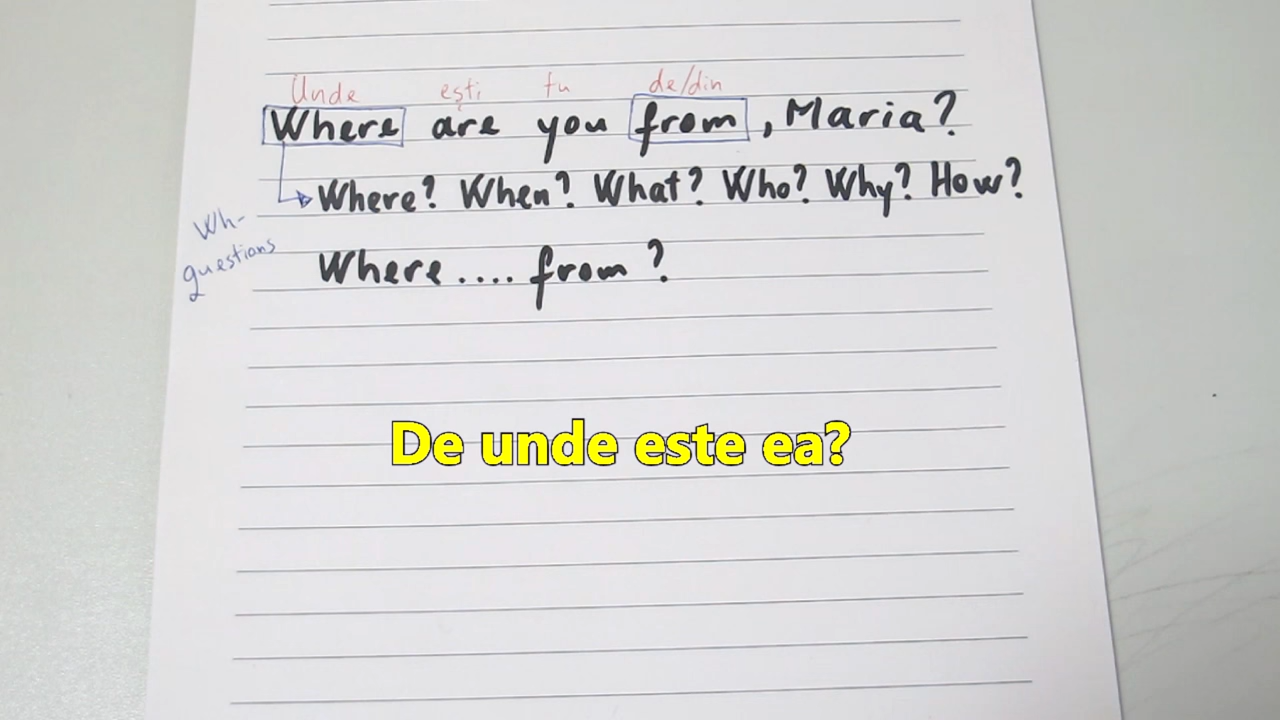 Unde ești tu de/din
Where are you from, Maria?
Where? When? What? Who? Why? How?
Wh-
questions
Where .... from?
De unde este ea?